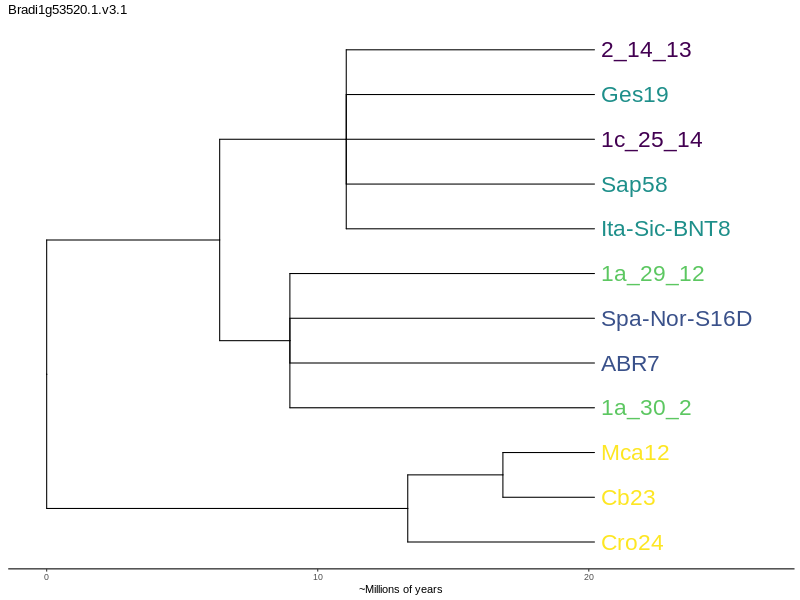 Bradi1g53520.1.v3.1
2_14_13
Ges19
1c_25_14
Sap58
Ita-Sic-BNT8
1a_29_12
Spa-Nor-S16D
ABR7
1a_30_2
Mca12
Cb23
Cro24
0 10 20
~Millions of years